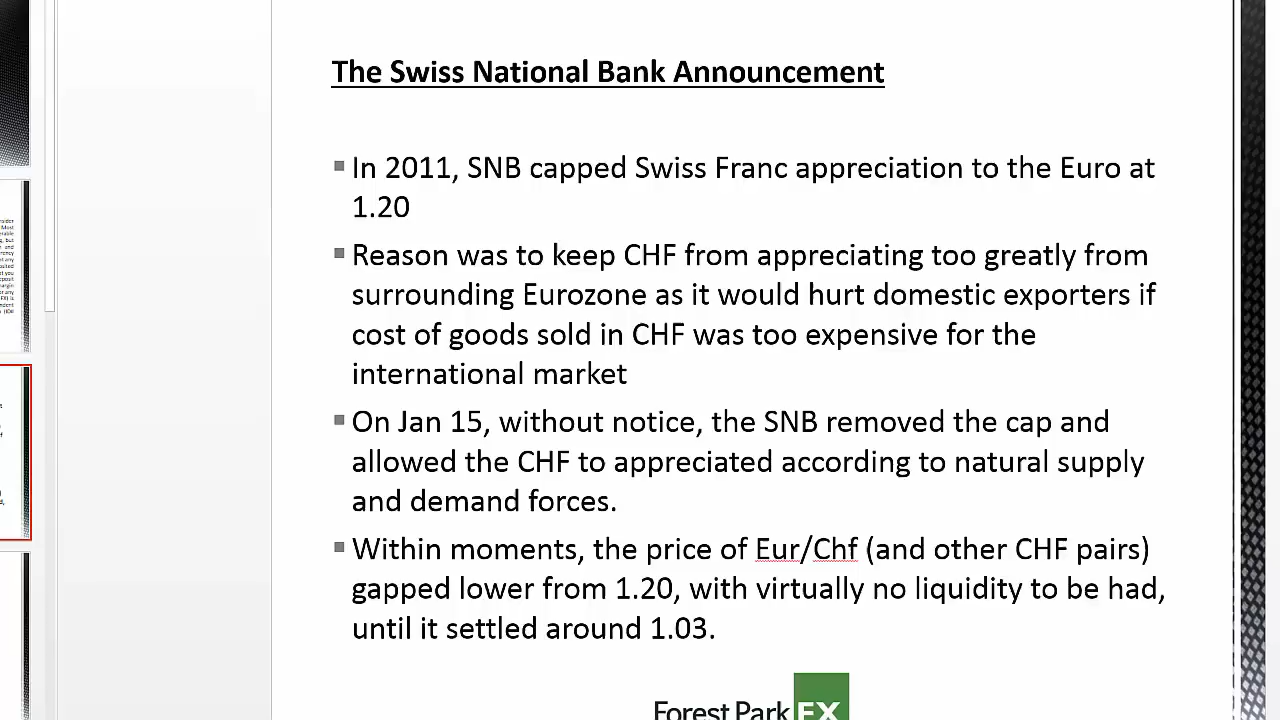 The Swiss National Bank Announcement
In 2011, SNB capped Swiss Franc appreciation to the Euro at
1.20
Reason was to keep CHF from appreciating too greatly from
surrounding Eurozone as it would hurt domestic exporters if
cost of goods sold in CHF was too expensive for the
international market
On Jan 15, without notice, the SNB removed the cap and
allowed the CHF to appreciated according to natural supply
and demand forces.
Within moments, the price of Eur/Chf (and other CHF pairs)
gapped lower from 1.20, with virtually no liquidity to be had,
until it settled around 1.03.
Forest Park FX